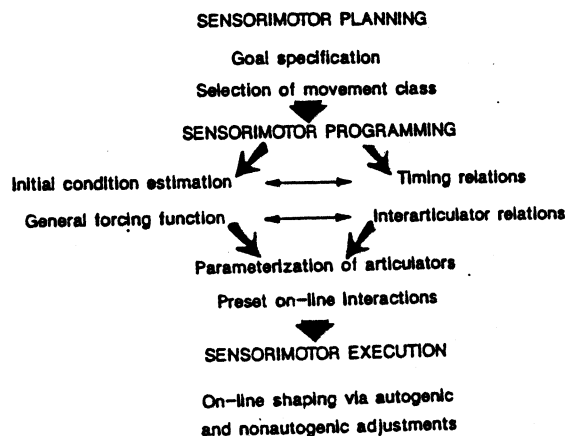 SENSORIMOTOR PLANNING
Goal specification
Selection of movement class
SENSORIMOTOR PROGRAMMING
Initial condition estimation
Timing relations
General forcing function
Interarticulator relations
Parameterization of articulators
Preset on-line interactions
SENSORIMOTOR EXECUTION
On-line shaping via autogenic
and nonautogenic adjustments